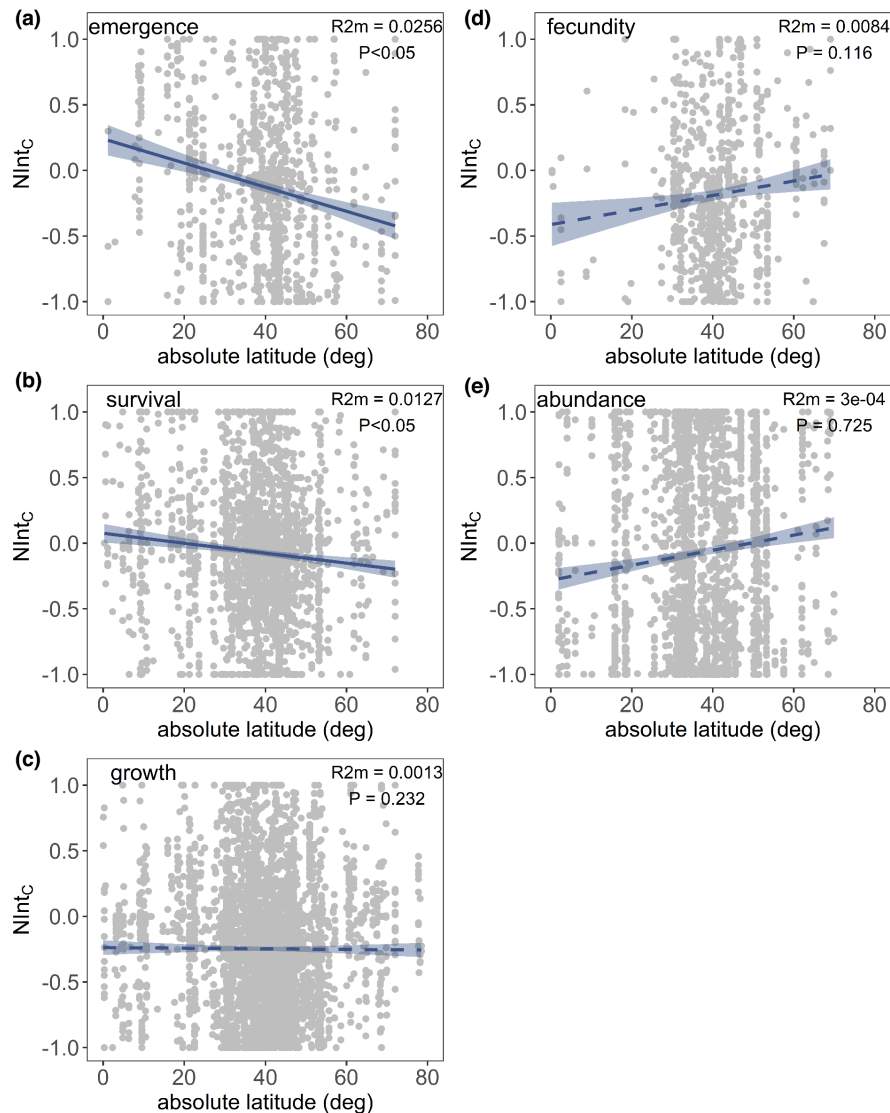 (a)
emergence
R2m = 0.0256
P<0.05
NIntC
1.0
0.5
0.0
-0.5
-1.0
0 20 40 60 80
absolute latitude (deg)
(d)
fecundity
R2m = 0.0084
P = 0.116
NIntC
1.0
0.5
0.0
-0.5
-1.0
0 20 40 60 80
absolute latitude (deg)
(b)
survival
R2m = 0.0127
P<0.05
NIntC
1.0
0.5
0.0
-0.5
-1.0
0 20 40 60 80
absolute latitude (deg)
(e)
abundance
R2m = 3e-04
P = 0.725
NIntC
1.0
0.5
0.0
-0.5
-1.0
0 20 40 60 80
absolute latitude (deg)
(c)
growth
R2m = 0.0013
P = 0.232
NIntC
1.0
0.5
0.0
-0.5
-1.0
0 20 40 60 80
absolute latitude (deg)